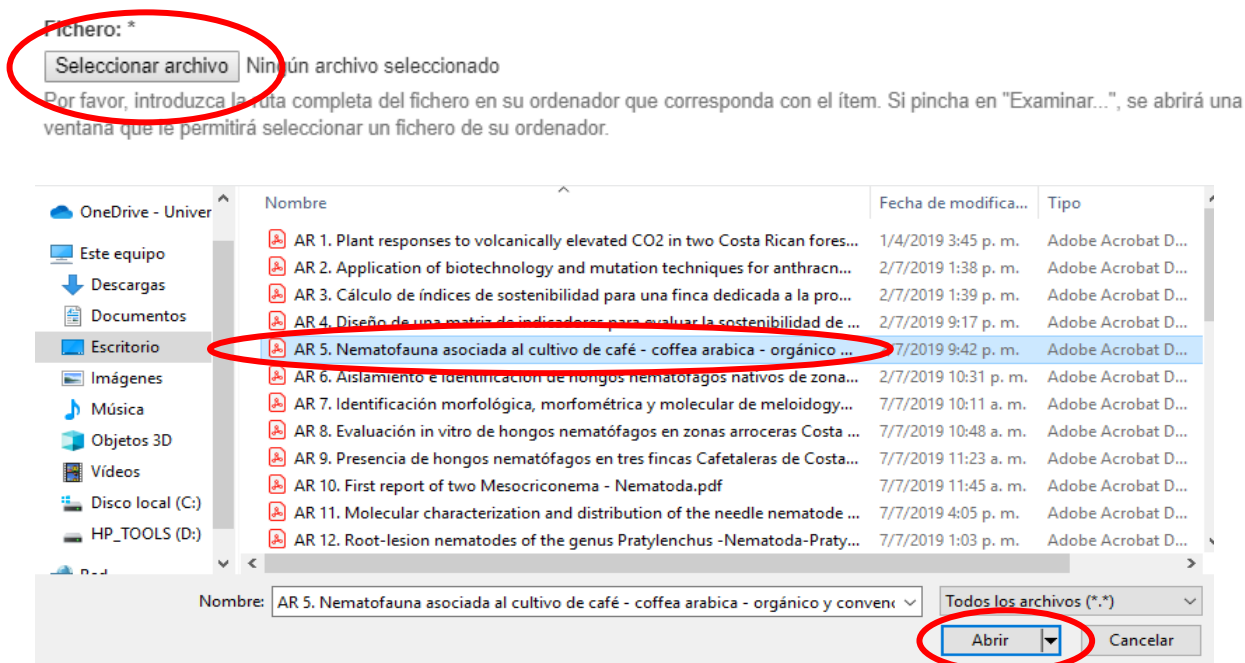 Fichero: *
Seleccionar archivo Ningún archivo seleccionado
Por favor, introduzca la ruta completa del fichero en su ordenador que corresponda con el ítem. Si pincha en "Examinar...", se abrirá una
ventana que le permitirá seleccionar un fichero de su ordenador.
OneDrive - Univer
Este equipo
Descargas
Documentos
Escritorio
Imágenes
Música
Objetos 3D
Vídeos
Disco local (C:)
HP_TOOLS (D:)
Nombre Fecha de modifica... Tipo
AR 1. Plant responses to volcanically elevated CO2 in two Costa Rican fores... 1/4/2019 3:45 p. m. Adobe Acrobat D...
AR 2. Application of biotechnology and mutation techniques for anthracn... 2/7/2019 1:38 p. m. Adobe Acrobat D...
AR 3. Cálculo de índices de sostenibilidad para una finca dedicada a la pro... 2/7/2019 1:39 p. m. Adobe Acrobat D...
AR 4. Diseño de una matriz de indicadores para evaluar la sostenibilidad de ... 2/7/2019 9:17 p. m. Adobe Acrobat D...
AR 5. Nematofauna asociada al cultivo de café - coffea arabica - orgánico ... /7/2019 9:42 p. m. Adobe Acrobat D...
AR 6. Aislamiento e identificación de hongos nematófagos nativos de zona... 2/7/2019 10:31 p. m. Adobe Acrobat D...
AR 7. Identificación morfológica, morfométrica y molecular de meloidogy... 7/7/2019 10:11 a. m. Adobe Acrobat D...
AR 8. Evaluación in vitro de hongos nematófagos en zonas arroceras Costa ... 7/7/2019 10:48 a. m. Adobe Acrobat D...
AR 9. Presencia de hongos nematófagos en tres fincas Cafetaleras de Costa... 7/7/2019 11:23 a. m. Adobe Acrobat D...
AR 10. First report of two Mesocriconema - Nematoda.pdf 7/7/2019 11:45 a. m. Adobe Acrobat D...
AR 11. Molecular characterization and distribution of the needle nematode ... 7/7/2019 4:05 p. m. Adobe Acrobat D...
AR 12. Root-lesion nematodes of the genus Pratylenchus -Nematoda-Praty... 7/7/2019 1:03 p. m. Adobe Acrobat D...
Nombre: AR 5. Nematofauna asociada al cultivo de café - coffea arabica - orgánico y conven Todos los archivos (*.*)
Abrir Cancelar